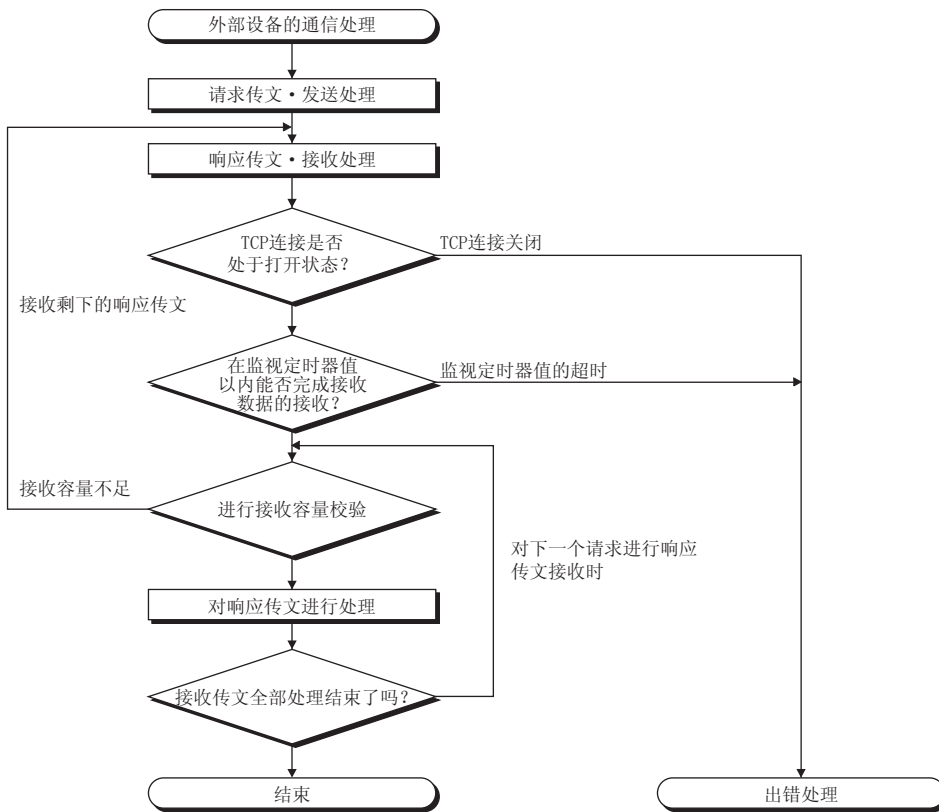 外部设备的通信处理
请求传文·发送处理
响应传文·接收处理
TCP连接是否
处于打开状态？
TCP连接关闭
接收剩下的响应传文
在监视定时器值
以内能否完成接收
数据的接收？
监视定时器值的超时
接收容量不足
进行接收容量校验
对下一个请求进行响应
传文接收时
对响应传文进行处理
接收传文全部处理结束了吗？
结束
出错处理